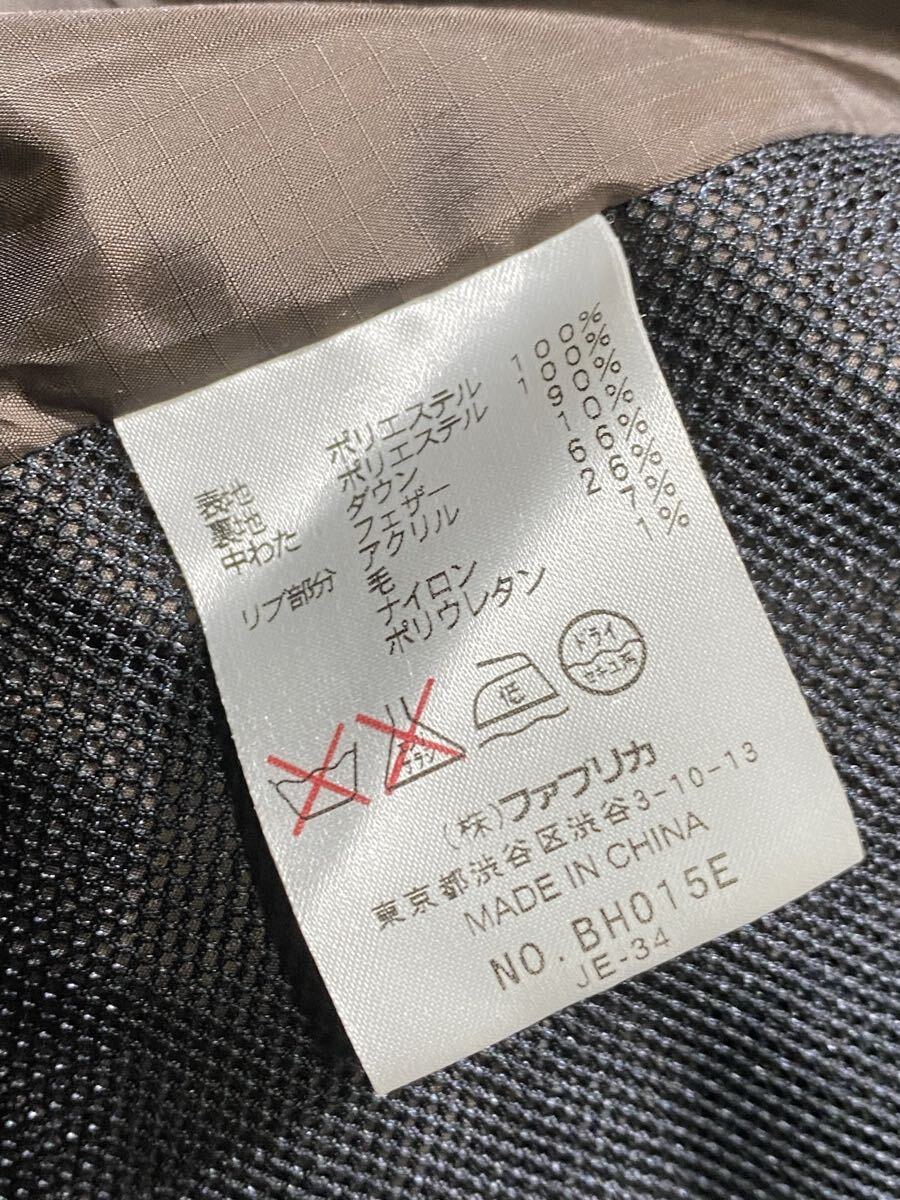 表地 ポリエステル 100%
裏地 ポリエステル 100%
中わた ダウン 90%
フェザー 10%
リブ部分 アクリル 66%
毛 26%
ナイロン 7%
ポリウレタン 1%
低
ドライ
セキユ系
(株)ファブリカ
東京都渋谷区渋谷3-10-13
MADE IN CHINA
NO. BH015E
JE-34